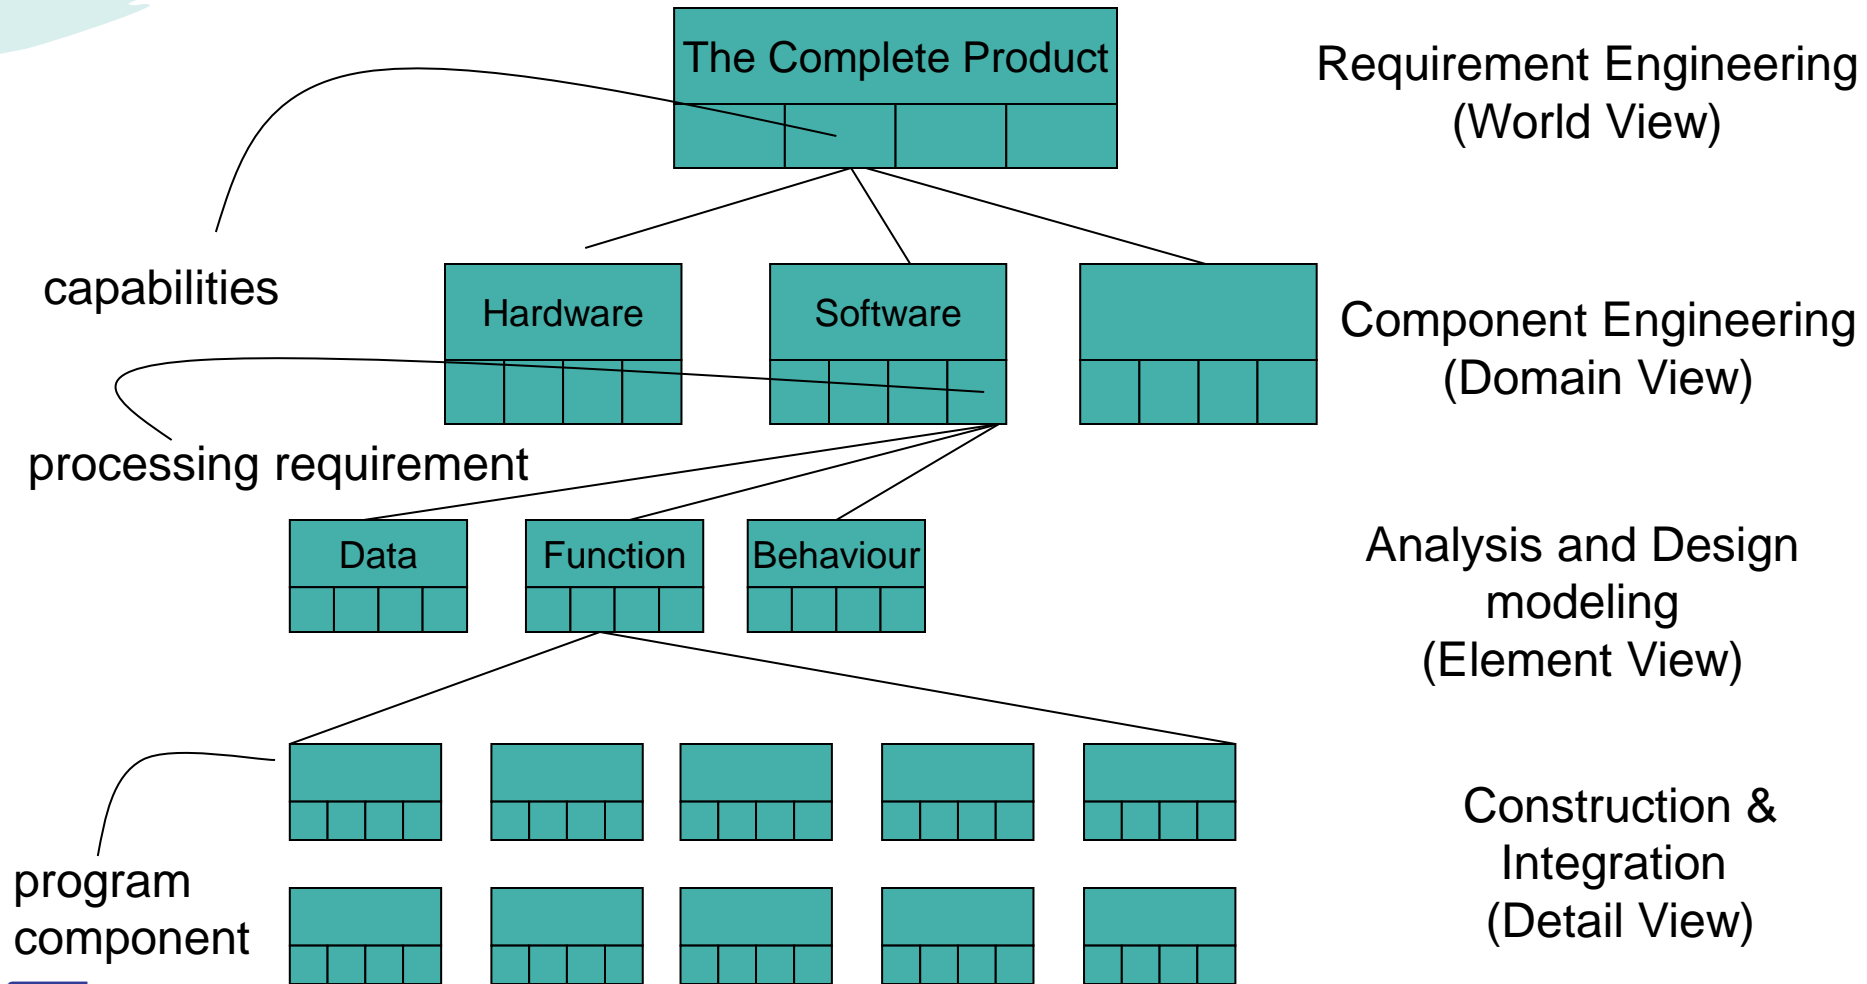 The Complete Product
Requirement Engineering
(World View)
capabilities
Hardware
Software
Component Engineering
(Domain View)
processing requirement
Data
Function
Behaviour
Analysis and Design
modeling
(Element View)
program
component
Construction &
Integration
(Detail View)